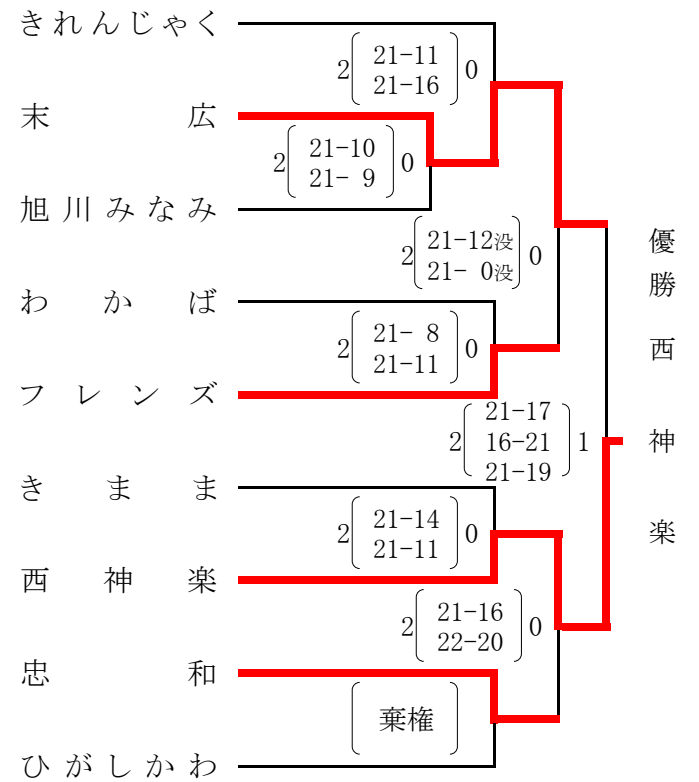 きれんじゃく
2 21-11 0
21-16
末広
2 21-10 0
21- 9
旭川みなみ
2 21-12没 0
21- 0没
わかば
2 21- 8 0
21-11
フレンズ
2 21-17 1
16-21
21-19
きまま
2 21-14 0
21-11
西神楽
2 21-16 0
22-20
忠和
棄権
ひがしかわ
優勝
西神楽